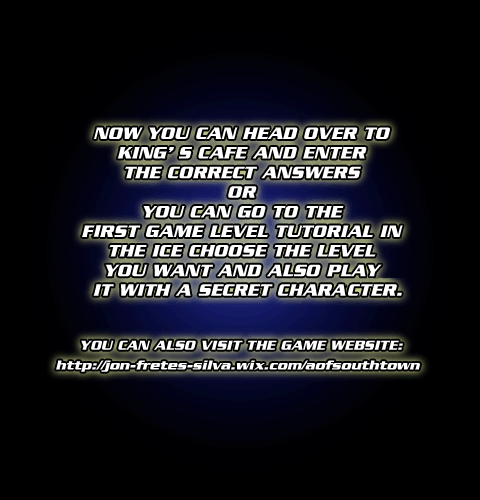 NOW YOU CAN HEAD OVER TO
KING'S CAFE AND ENTER
THE CORRECT ANSWERS
OR
YOU CAN GO TO THE
FIRST GAME LEVEL TUTORIAL IN
THE ICE CHOOSE THE LEVEL
YOU WANT AND ALSO PLAY
IT WITH A SECRET CHARACTER.
YOU CAN ALSO VISIT THE GAME WEBSITE:
http://jon-fretes-silva.wix.com/aofsouthtown